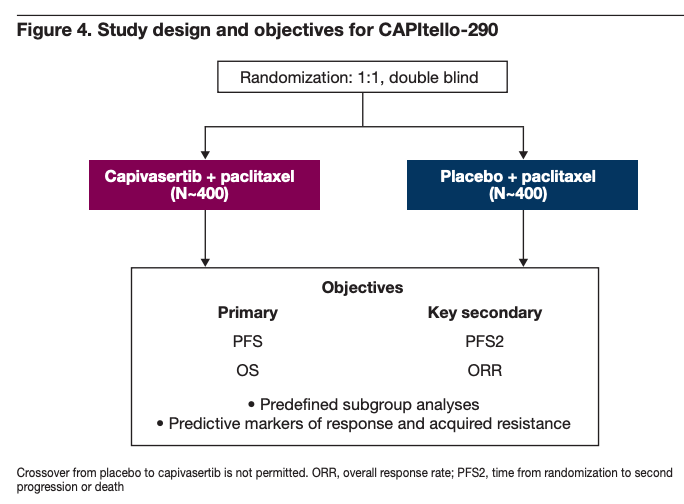 Figure 4. Study design and objectives for CAPItello-290
Randomization: 1:1, double blind
Capivasertib + paclitaxel
(N~400)
Placebo + paclitaxel
(N~400)
Objectives
Primary
Key secondary
PFS
PFS2
OS
ORR
• Predefined subgroup analyses
• Predictive markers of response and acquired resistance
Crossover from placebo to capivasertib is not permitted. ORR, overall response rate; PFS2, time from randomization to second
progression or death